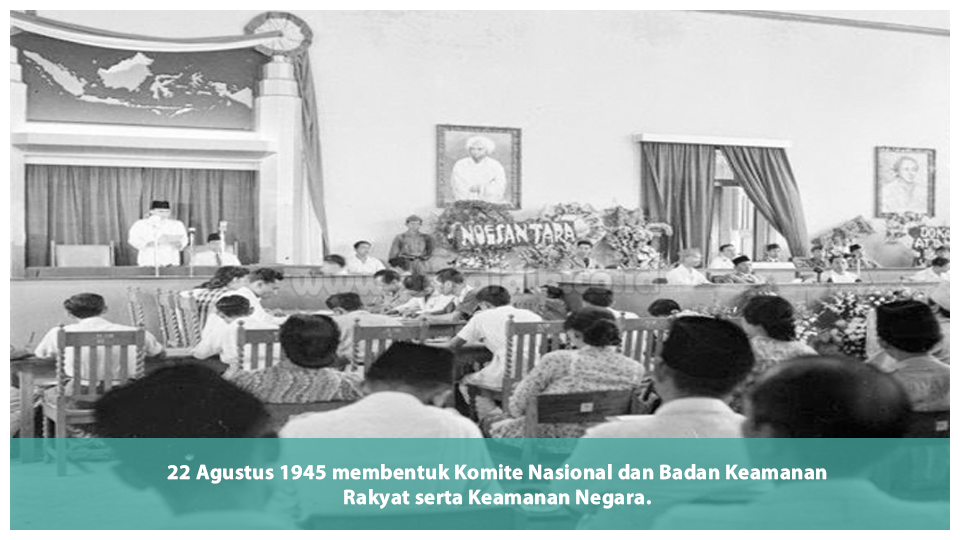 NOESANTARA
22 Agustus 1945 membentuk Komite Nasional dan Badan Keamanan
Rakyat serta Keamanan Negara.